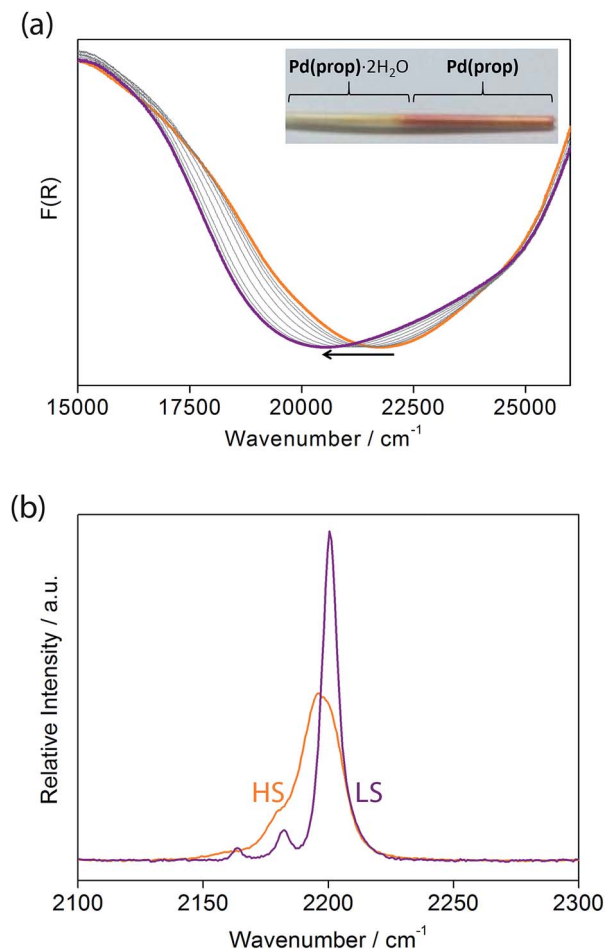 (a)
Pd(prop)·2H₂O Pd(prop)
F(R)
15000 17500 20000 22500 25000
Wavenumber / cm⁻¹
(b)
Relative Intensity / a.u.
HS LS
2100 2150 2200 2250 2300
Wavenumber / cm⁻¹